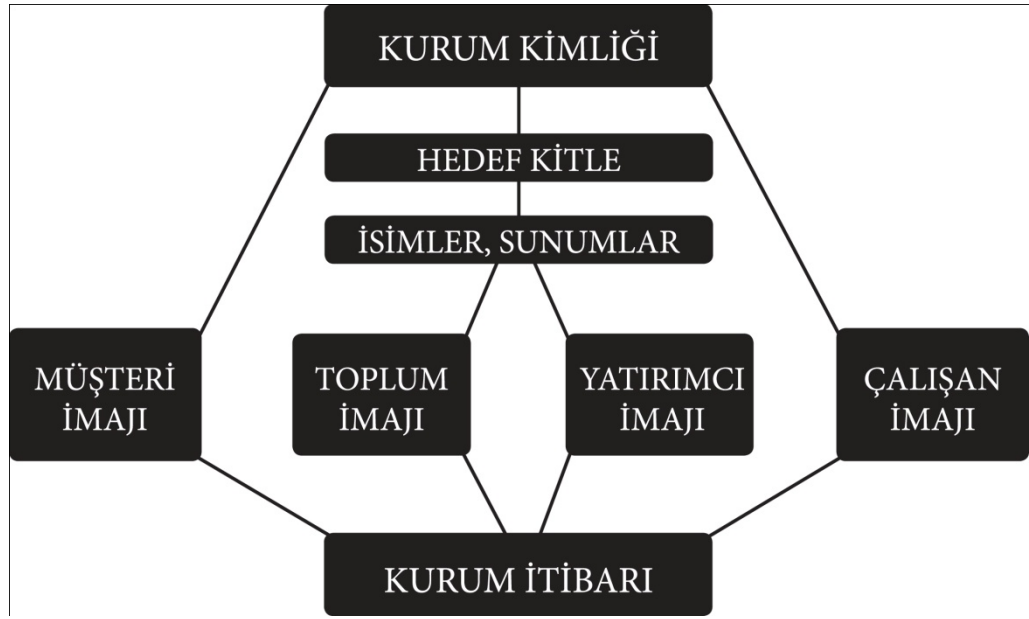 KURUM KİMLİĞİ
HEDEF KİTLE
İSİMLER, SUNUMLAR
MÜŞTERİ
İMAJI
TOPLUM
İMAJI
YATIRIMCI
İMAJI
ÇALIŞAN
İMAJI
KURUM İTİBARI